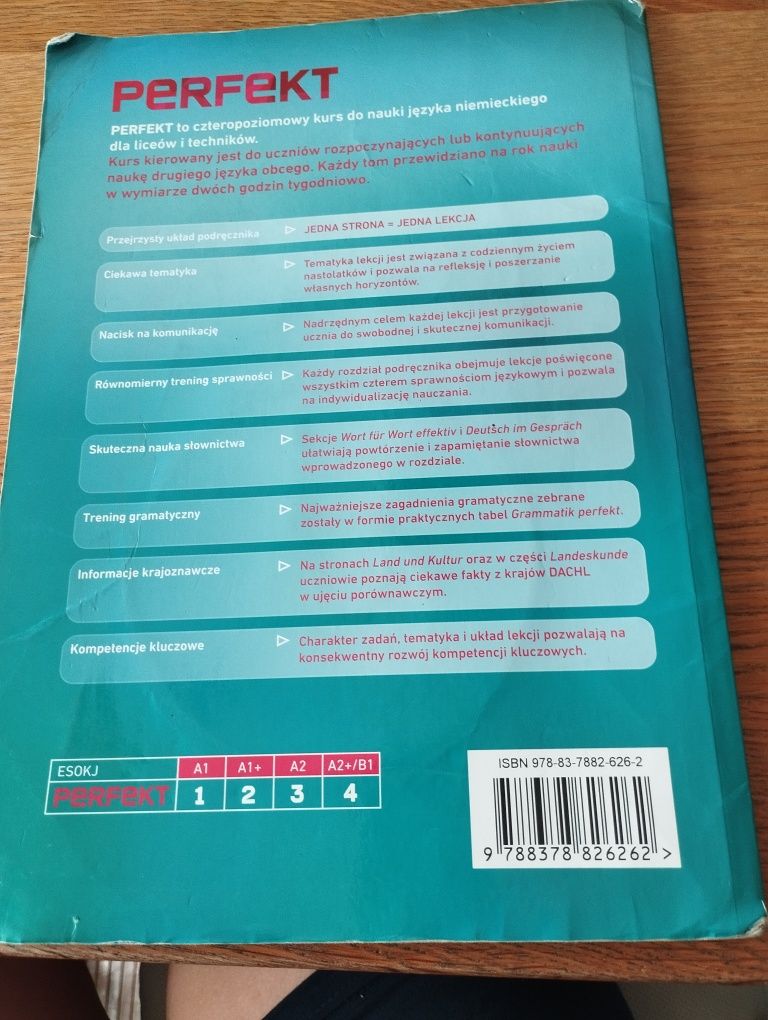 PERFEKT
PERFEKT to czteropoziomowy kurs do nauki języka niemieckiego
dla liceów i techników.
Kurs kierowany jest do uczniów rozpoczynających lub kontynuujących
naukę drugiego języka obcego. Każdy tom przewidziano na rok nauki
w wymiarze dwóch godzin tygodniowo.
Przejrzysty układ podręcznika
JEDNA STRONA = JEDNA LEKCJA
Ciekawa tematyka
Tematyka lekcji jest związana z codziennym życiem
nastolatków i pozwala na refleksję i poszerzanie
własnych horyzontów.
Nacisk na komunikację
Nadrzędnym celem każdej lekcji jest przygotowanie
ucznia do swobodnej i skutecznej komunikacji.
Równomierny trening sprawności
Każdy rozdział podręcznika obejmuje lekcje poświęcone
wszystkim czterem sprawnościom językowym i pozwala
na indywidualizację nauczania.
Skuteczna nauka słownictwa
Sekcje Wort für Wort effektiv i Deutsch im Gespräch
ułatwiają powtórzenie i zapamiętanie słownictwa
wprowadzonego w rozdziale.
Trening gramatyczny
Najważniejsze zagadnienia gramatyczne zebrane
zostały w formie praktycznych tabel Grammatik perfekt.
Informacje krajoznawcze
Na stronach Land und Kultur oraz w części Landeskunde
uczniowie poznają ciekawe fakty z krajów DACHL
w ujęciu porównawczym.
Kompetencje kluczowe
Charakter zadań, tematyka i układ lekcji pozwalają na
konsekwentny rozwój kompetencji kluczowych.
ESOKJ A1 A1+ A2 A2+/B1
PERFEKT 1 2 3 4
ISBN 978-83-7882-626-2
9 788378 826262 >